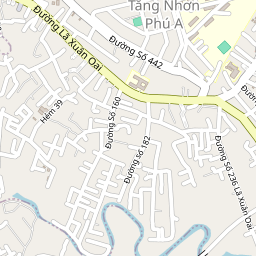 Tăng Nhơn
Phú A
Đường Lã Xuân Oai
Đường Số 442
Hẻm 39
Đường Số 160
Đường Số 182
Đường Số 236 Lã Xuân Oai